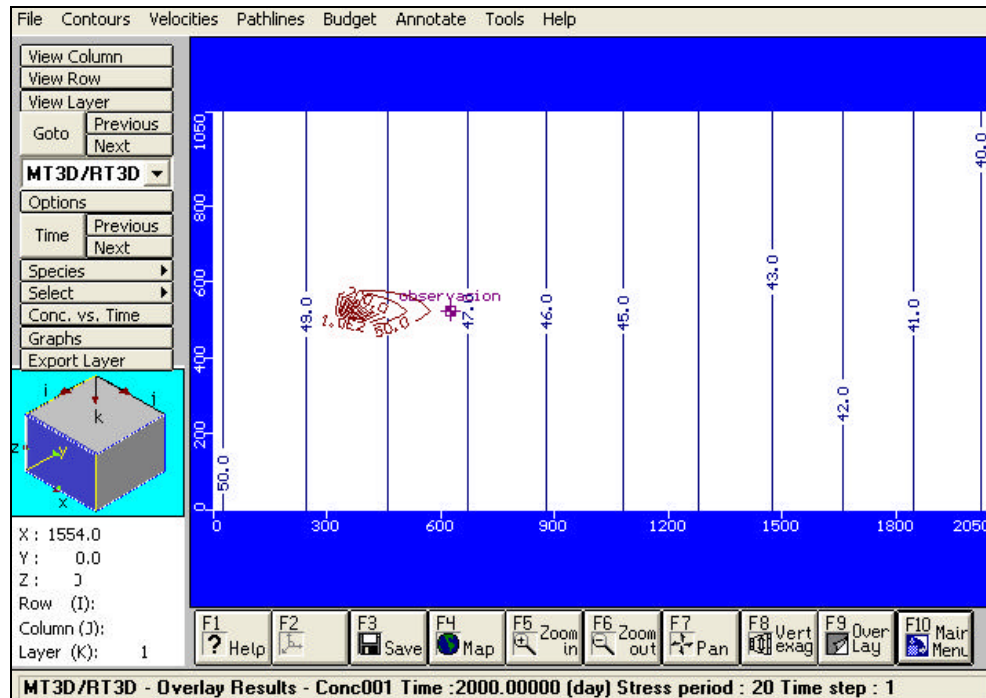 File Contours Velocities Pathlines Budget Annotate Tools Help
View Column
View Row
View Layer
Goto Previous
Next
MT3D/RT3D
Options
Time Previous
Next
Species
Select
Conc. vs. Time
Graphs
Export Layer
i j
k
z y
x
X : 1554.0
Y : 0.0
Z :
Row (I):
Column (J):
Layer (K): 1
1050
800
600
400
200
0
0 300 600 900 1200 1500 1800 2050
50.0
49.0
1.0E2
50.0
observacion
47.0
46.0
45.0
43.0
42.0
41.0
40.0
F1 ? Help
F2
F3 Save
F4 Map
F5 Zoom in
F6 Zoom out
F7 Pan
F8 Vert exag
F9 Over Lay
F10 Main Menu
MT3D/RT3D - Overlay Results - Conc001 Time :2000.00000 (day) Stress period : 20 Time step : 1